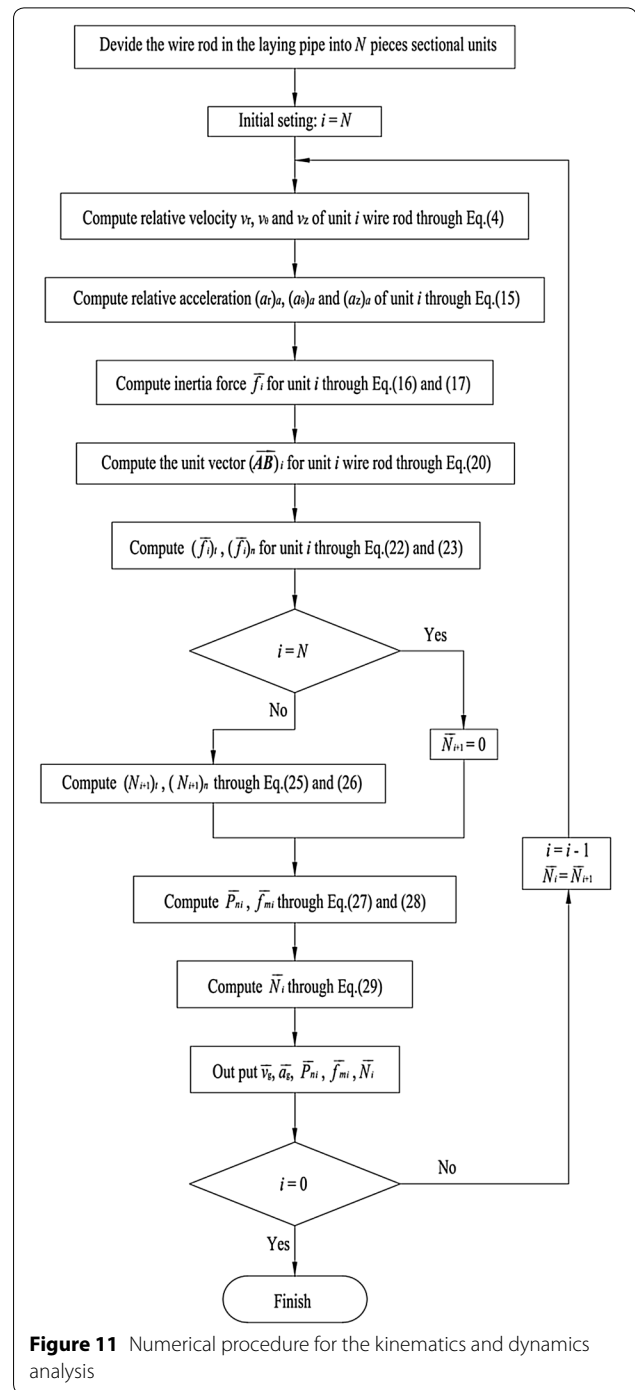 Devide the wire rod in the laying pipe into N pieces sectional units
Initial seting: i = N
Compute relative velocity vr, vθ and vz of unit i wire rod through Eq.(4)
Compute relative acceleration (ar)a, (aθ)a and (az)a of unit i through Eq.(15)
Compute inertia force f̅i for unit i through Eq.(16) and (17)
Compute the unit vector (A̅B̅)i for unit i wire rod through Eq.(20)
Compute (f̅i)t , (f̅i)n for unit i through Eq.(22) and (23)
i = N
Yes
No
N̅i+1 = 0
Compute (Ni+1)t , (Ni+1)n through Eq.(25) and (26)
i = i - 1
N̅i = N̅i+1
Compute P̅ni , f̅mi through Eq.(27) and (28)
Compute N̅i through Eq.(29)
Out put v̅g, a̅g, P̅ni , f̅mi , N̅i
i = 0
No
Yes
Finish
Figure 11 Numerical procedure for the kinematics and dynamics
analysis